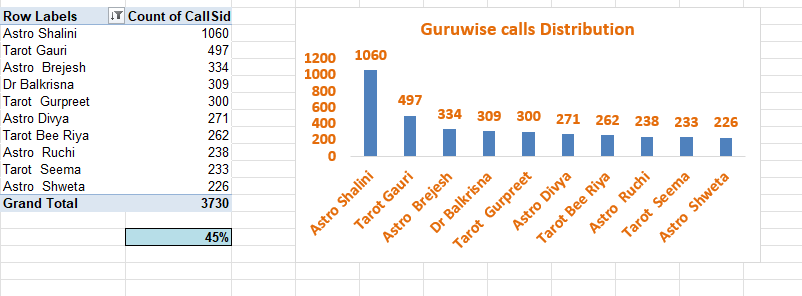 Row Labels Count of CallSid
Astro Shalini 1060
Tarot Gauri 497
Astro Brejesh 334
Dr Balkrisna 309
Tarot Gurpreet 300
Astro Divya 271
Tarot Bee Riya 262
Astro Ruchi 238
Tarot Seema 233
Astro Shweta 226
Grand Total 3730
45%
Guruwise calls Distribution
1200
1000
800
600
400
200
0
1060
497
334
309
300
271
262
238
233
226
Astro Shalini
Tarot Gauri
Astro Brejesh
Dr Balkrisna
Tarot Gurpreet
Astro Divya
Tarot Bee Riya
Astro Ruchi
Tarot Seema
Astro Shweta